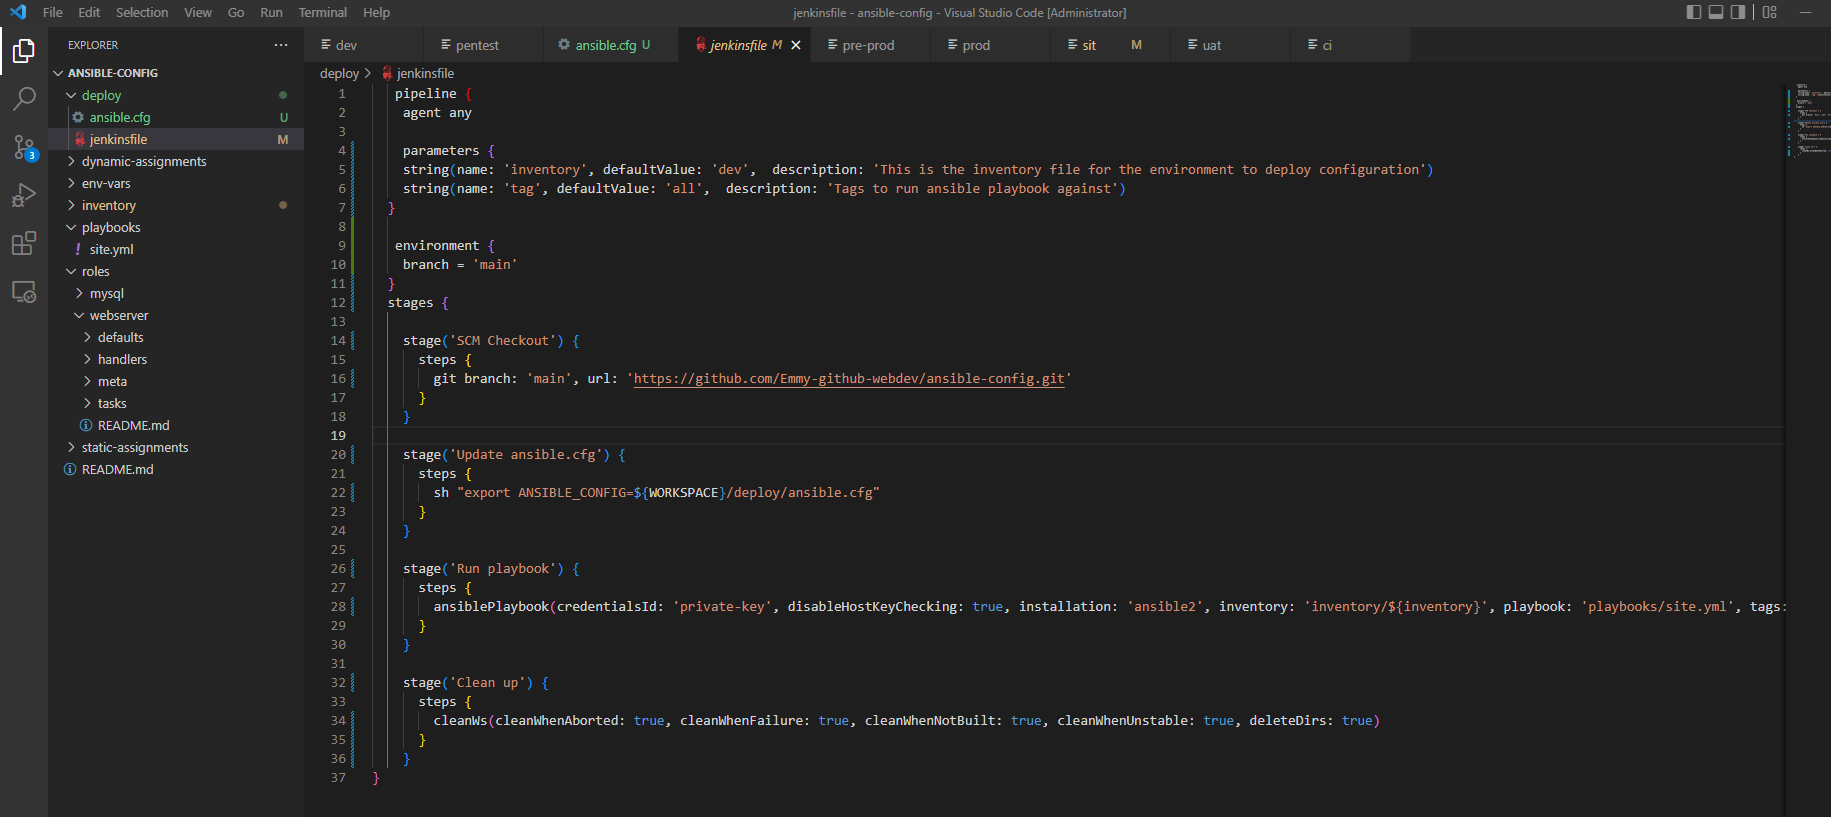 File Edit Selection View Go Run Terminal Help
jenkinsfile - ansible-config - Visual Studio Code [Administrator]
EXPLORER ...
ANSIBLE-CONFIG
deploy
ansible.cfg U
jenkinsfile M
dynamic-assignments
env-vars
inventory
playbooks
! site.yml
roles
mysql
webserver
defaults
handlers
meta
tasks
README.md
static-assignments
README.md
3
dev pentest ansible.cfg U jenkinsfile M pre-prod prod sit M uat ci
deploy > jenkinsfile
1 pipeline {
2 agent any
3
4 parameters {
5 string(name: 'inventory', defaultValue: 'dev',  description: 'This is the inventory file for the environment to deploy configuration')
6 string(name: 'tag', defaultValue: 'all',  description: 'Tags to run ansible playbook against')
7 }
8
9 environment {
10 branch = 'main'
11 }
12 stages {
13
14 stage('SCM Checkout') {
15 steps {
16 git branch: 'main', url: 'https://github.com/Emmy-github-webdev/ansible-config.git'
17 }
18 }
19
20 stage('Update ansible.cfg') {
21 steps {
22 sh "export ANSIBLE_CONFIG=${WORKSPACE}/deploy/ansible.cfg"
23 }
24 }
25
26 stage('Run playbook') {
27 steps {
28 ansiblePlaybook(credentialsId: 'private-key', disableHostKeyChecking: true, installation: 'ansible2', inventory: 'inventory/${inventory}', playbook: 'playbooks/site.yml', tags:
29 }
30 }
31
32 stage('Clean up') {
33 steps {
34 cleanWs(cleanWhenAborted: true, cleanWhenFailure: true, cleanWhenNotBuilt: true, cleanWhenUnstable: true, deleteDirs: true)
35 }
36 }
37 }